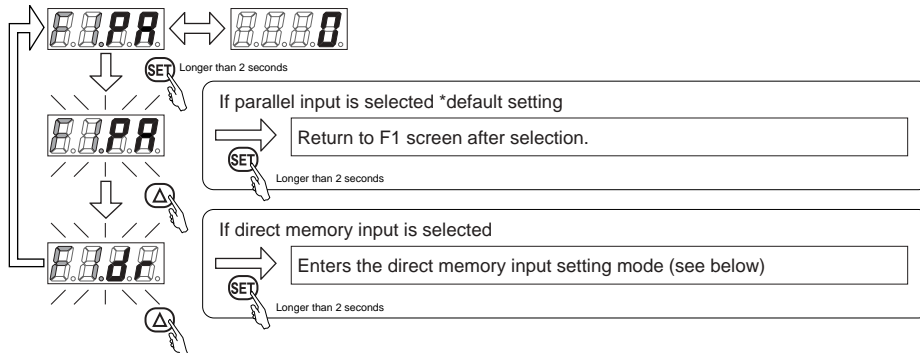 F1.PA
0.
SET
Longer than 2 seconds
F1.PA
If parallel input is selected *default setting
Return to F1 screen after selection.
SET
Longer than 2 seconds
F1.dr
If direct memory input is selected
Enters the direct memory input setting mode (see below)
SET
Longer than 2 seconds